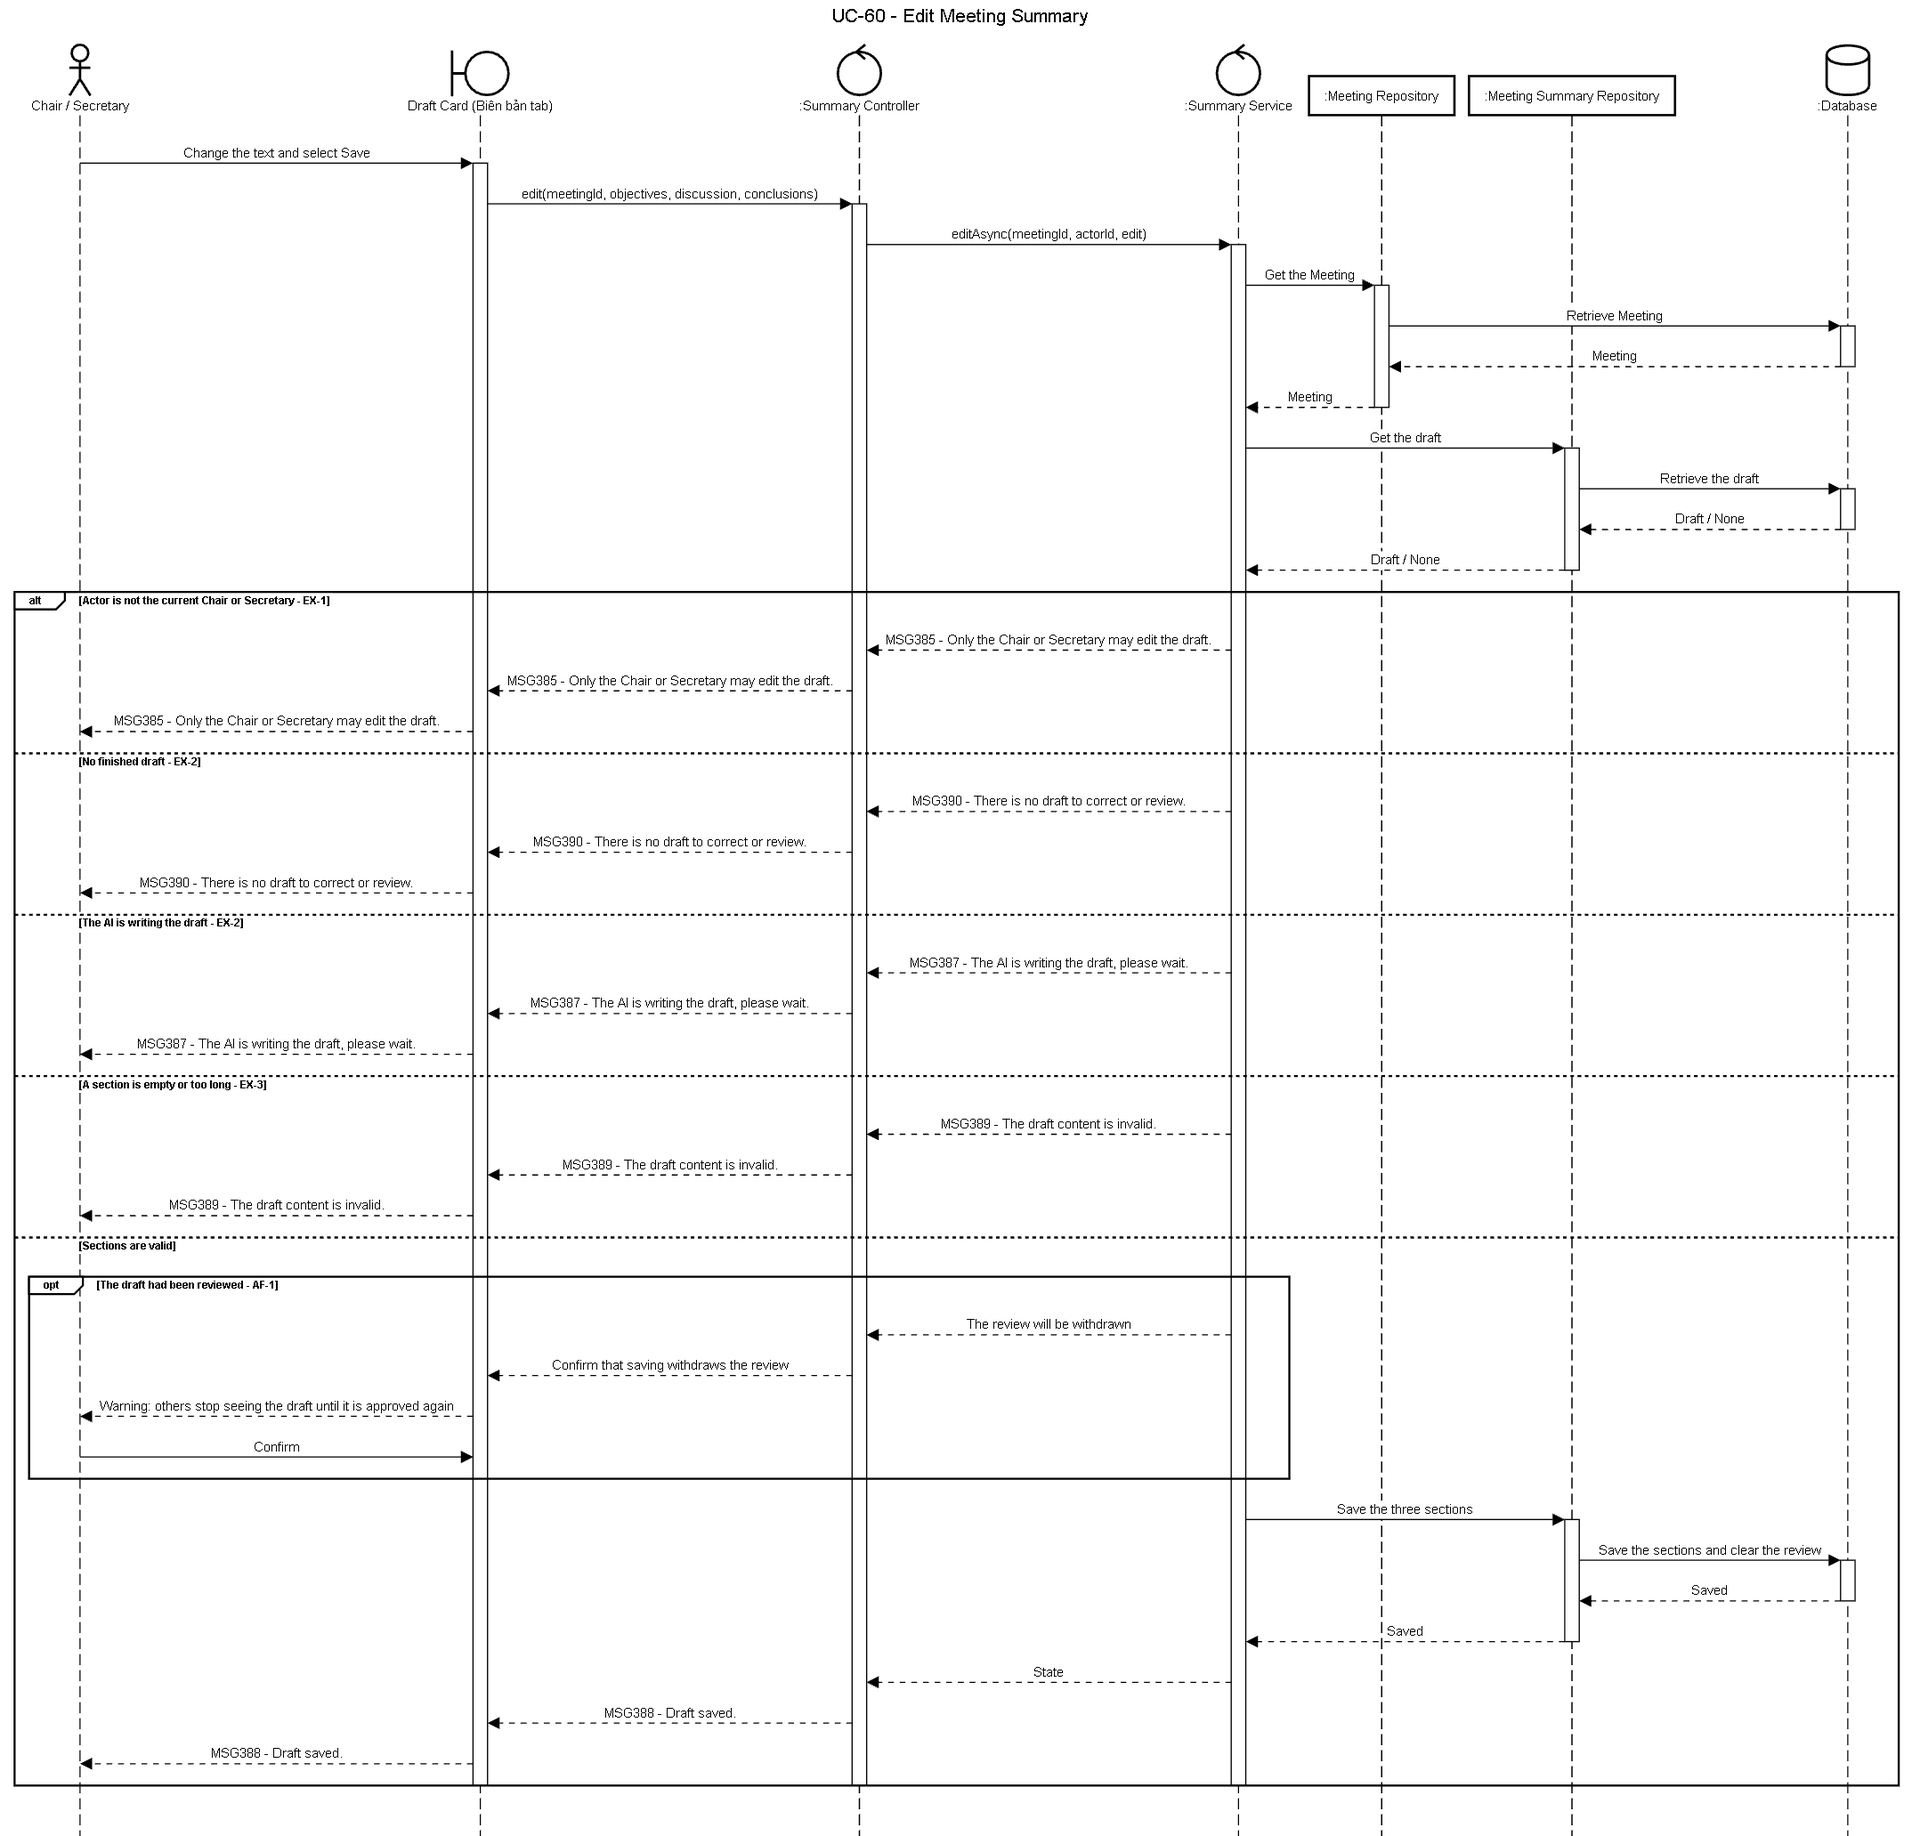 UC-60 - Edit Meeting Summary
Chair / Secretary
Draft Card (Biên bản tab)
:Summary Controller
:Summary Service
:Meeting Repository
:Meeting Summary Repository
:Database
Change the text and select Save
edit(meetingId, objectives, discussion, conclusions)
editAsync(meetingId, actorId, edit)
Get the Meeting
Retrieve Meeting
Meeting
Meeting
Get the draft
Retrieve the draft
Draft / None
Draft / None
alt
[Actor is not the current Chair or Secretary - EX-1]
MSG385 - Only the Chair or Secretary may edit the draft.
MSG385 - Only the Chair or Secretary may edit the draft.
MSG385 - Only the Chair or Secretary may edit the draft.
[No finished draft - EX-2]
MSG390 - There is no draft to correct or review.
MSG390 - There is no draft to correct or review.
MSG390 - There is no draft to correct or review.
[The AI is writing the draft - EX-2]
MSG387 - The AI is writing the draft, please wait.
MSG387 - The AI is writing the draft, please wait.
MSG387 - The AI is writing the draft, please wait.
[A section is empty or too long - EX-3]
MSG389 - The draft content is invalid.
MSG389 - The draft content is invalid.
MSG389 - The draft content is invalid.
[Sections are valid]
opt
[The draft had been reviewed - AF-1]
The review will be withdrawn
Confirm that saving withdraws the review
Warning: others stop seeing the draft until it is approved again
Confirm
Save the three sections
Save the sections and clear the review
Saved
Saved
State
MSG388 - Draft saved.
MSG388 - Draft saved.